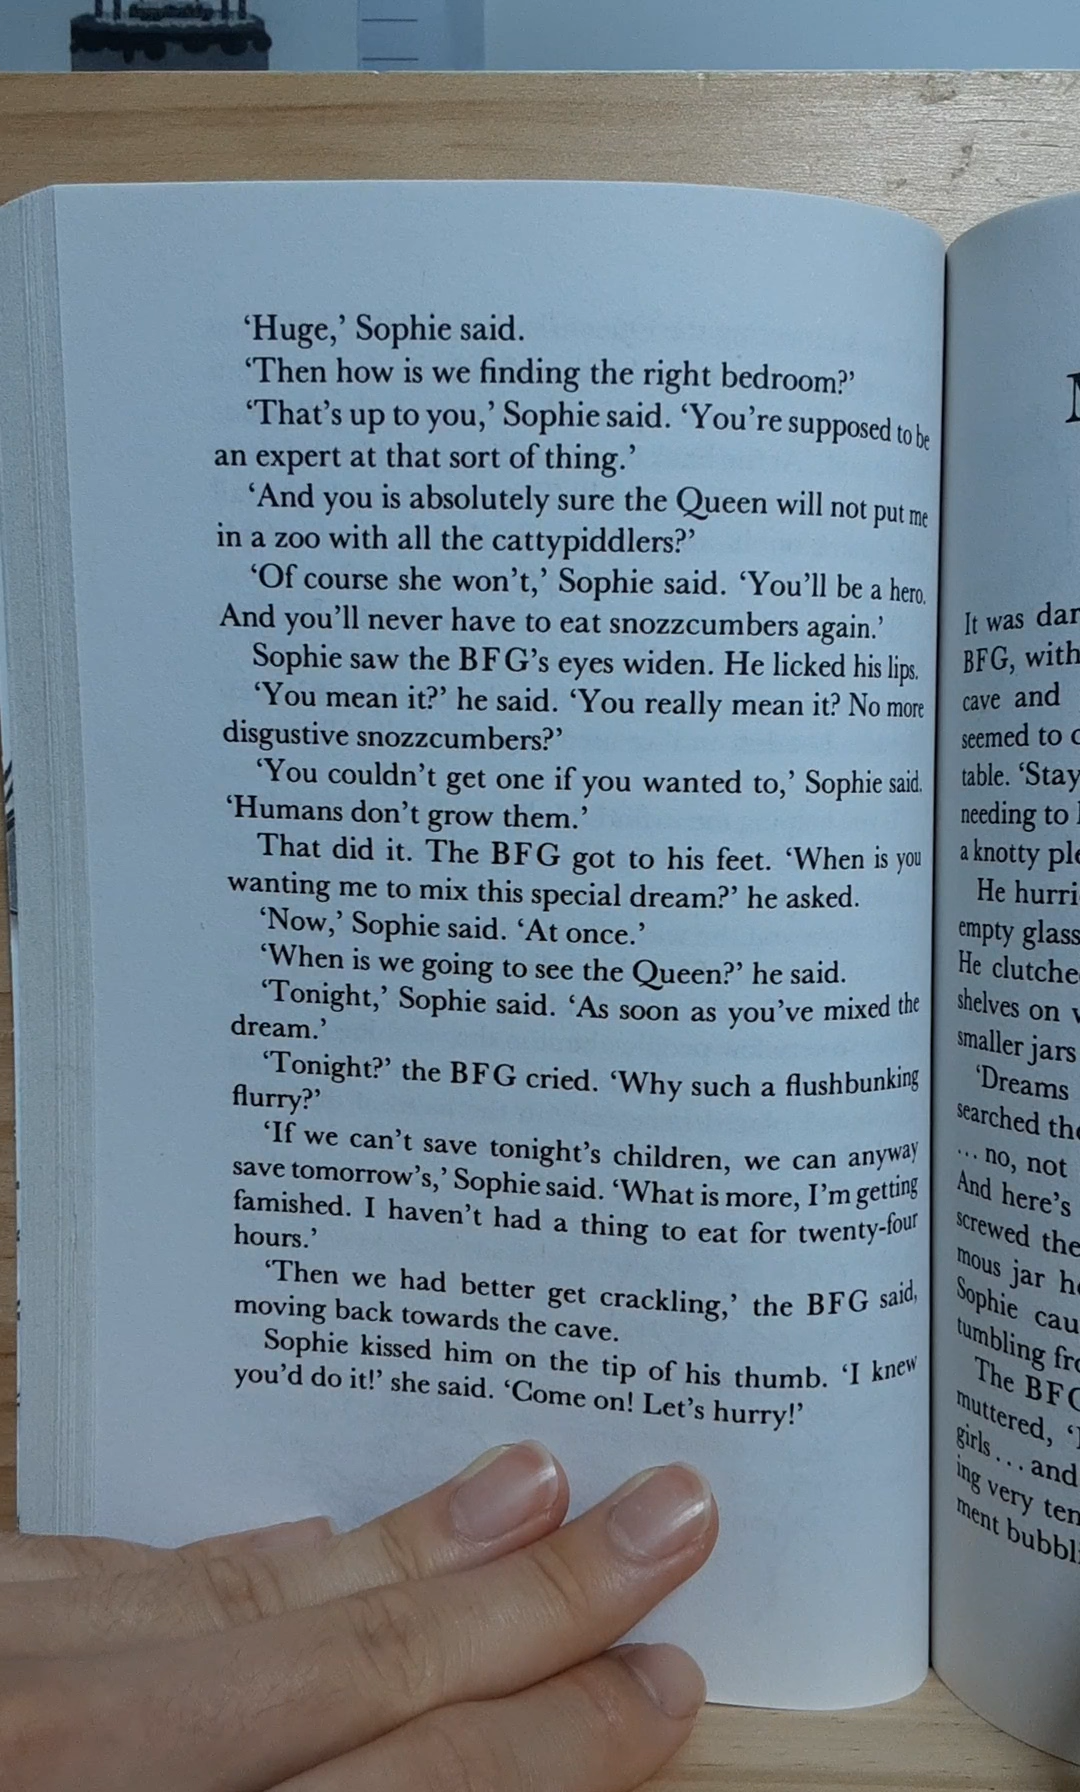 ‘Huge,’ Sophie said.
‘Then how is we finding the right bedroom?’
‘That’s up to you,’ Sophie said. ‘You’re supposed to be
an expert at that sort of thing.’
‘And you is absolutely sure the Queen will not put me
in a zoo with all the cattypiddlers?’
‘Of course she won’t,’ Sophie said. ‘You’ll be a hero.
And you’ll never have to eat snozzcumbers again.’
Sophie saw the BFG’s eyes widen. He licked his lips.
‘You mean it?’ he said. ‘You really mean it? No more
disgustive snozzcumbers?’
‘You couldn’t get one if you wanted to,’ Sophie said.
‘Humans don’t grow them.’
That did it. The BFG got to his feet. ‘When is you
wanting me to mix this special dream?’ he asked.
‘Now,’ Sophie said. ‘At once.’
‘When is we going to see the Queen?’ he said.
‘Tonight,’ Sophie said. ‘As soon as you’ve mixed the
dream.’
‘Tonight?’ the BFG cried. ‘Why such a flushbunking
flurry?’
‘If we can’t save tonight’s children, we can anyway
save tomorrow’s,’ Sophie said. ‘What is more, I’m getting
famished. I haven’t had a thing to eat for twenty-four
hours.’
‘Then we had better get crackling,’ the BFG said,
moving back towards the cave.
Sophie kissed him on the tip of his thumb. ‘I knew
you’d do it!’ she said. ‘Come on! Let’s hurry!’
It was
BFG, with
cave and
seemed to
table. ‘Stay
needing to
a knotty
He
empty glass
He
shelves on
smaller jars
‘Dreams
searched
... no, not
And here’s
screwed the
mous jar
Sophie
tumbling
The
muttered,
girls ... and
ing very
ment